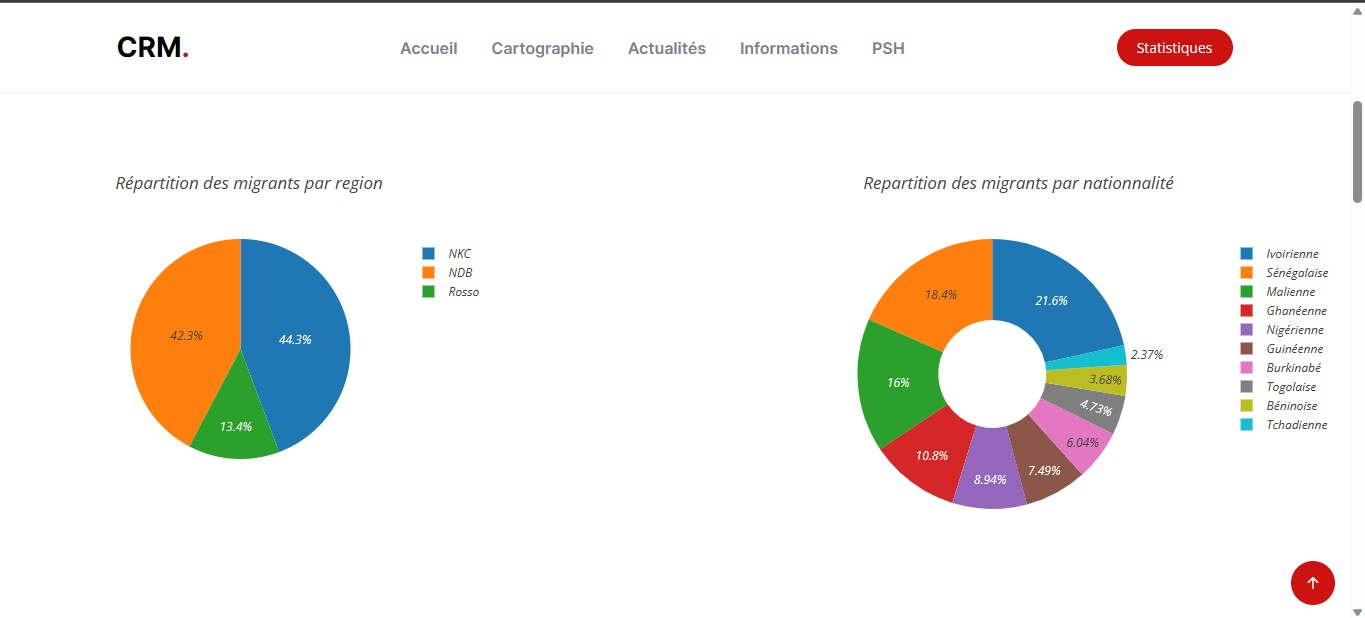 CRM.
Accueil Cartographie Actualités Informations PSH
Statistiques
Répartition des migrants par region
NKC
NDB
Rosso
42.3%
44.3%
13.4%
Repartition des migrants par nationnalité
Ivoirienne
Sénégalaise
Malienne
Ghanéenne
Nigérienne
Guinéenne
Burkinabé
Togolaise
Béninoise
Tchadienne
18.4%
21.6%
2.37%
3.68%
16%
4.73%
6.04%
10.8%
7.49%
8.94%